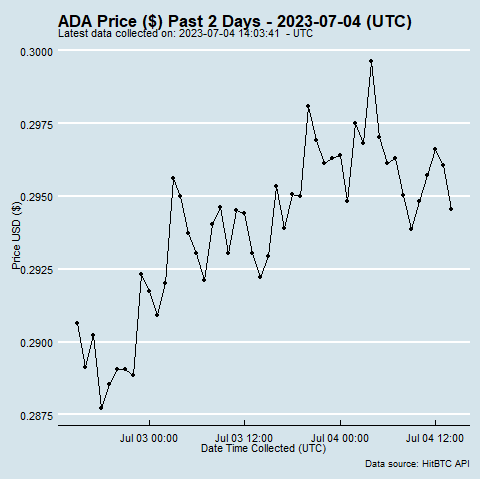 ADA Price ($) Past 2 Days - 2023-07-04 (UTC)
Latest data collected on: 2023-07-04 14:03:41 - UTC
Price USD ($)
0.3000
0.2975
0.2950
0.2925
0.2900
0.2875
Jul 03 00:00
Jul 03 12:00
Jul 04 00:00
Jul 04 12:00
Date Time Collected (UTC)
Data source: HitBTC API